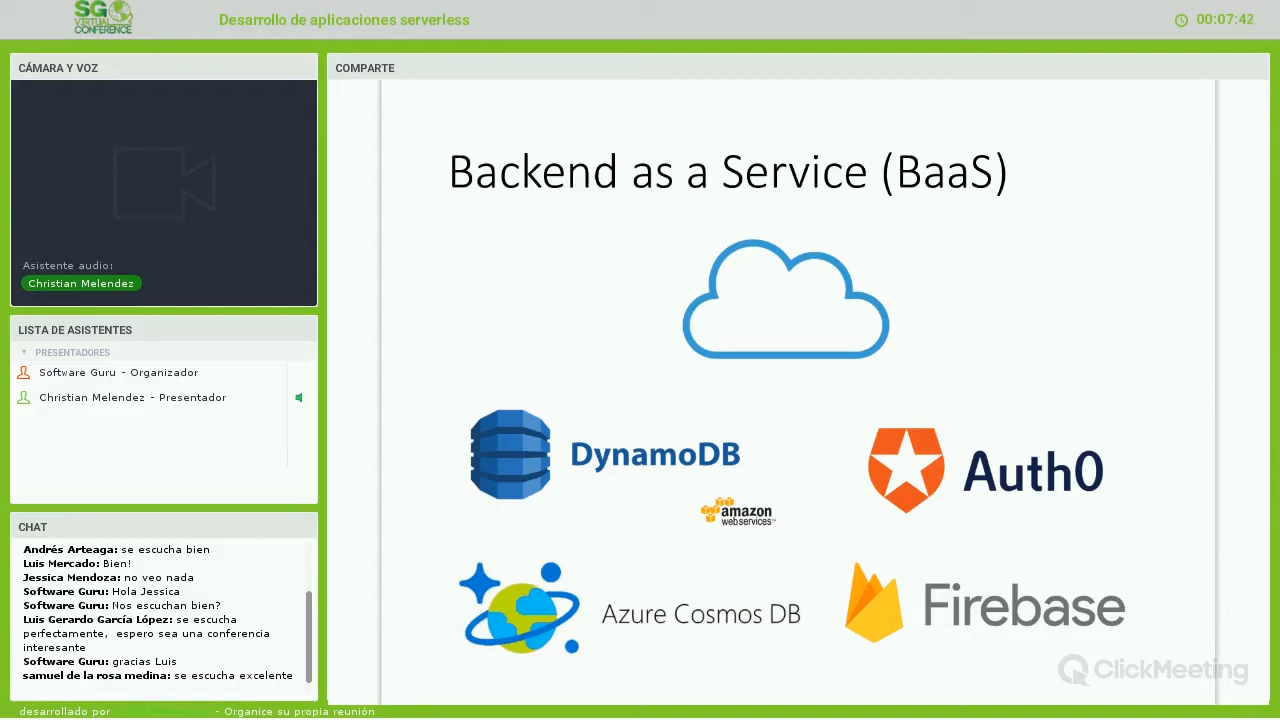 SG
VIRTUAL
CONFERENCE
Desarrollo de aplicaciones serverless
00:07:42
CÁMARA Y VOZ
Asistente audio:
Christian Melendez
LISTA DE ASISTENTES
PRESENTADORES
Software Guru - Organizador
Christian Melendez - Presentador
CHAT
Andrés Arteaga: se escucha bien
Luis Mercado: Bien!
Jessica Mendoza: no veo nada
Software Guru: Hola Jessica
Software Guru: Nos escuchan bien?
Luis Gerardo García López: se escucha
perfectamente, espero sea una conferencia
interesante
Software Guru: gracias Luis
samuel de la rosa medina: se escucha excelente
desarrollado por
- Organice su propia reunión
COMPARTE
Backend as a Service (BaaS)
DynamoDB
amazon
webservices™
Auth0
Azure Cosmos DB
Firebase
ClickMeeting